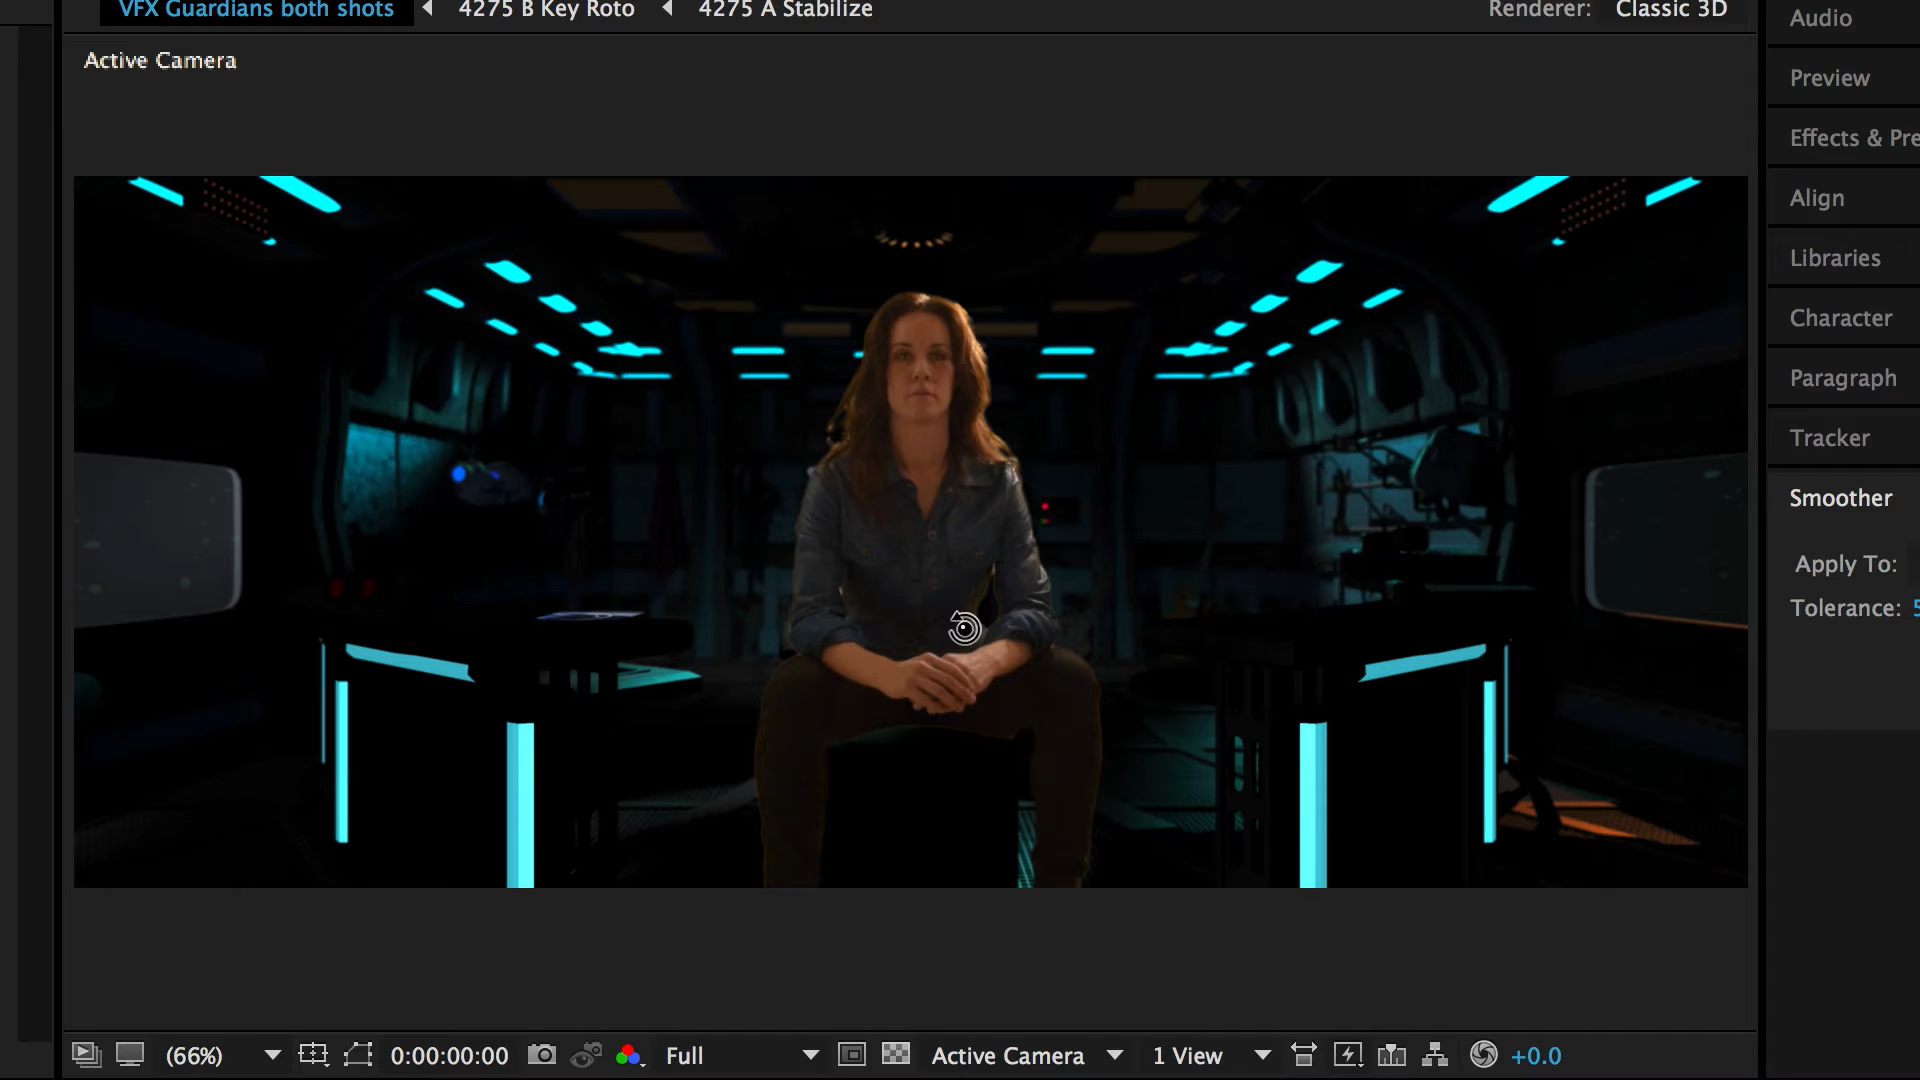 VFX Guardians both shots 4275 B Key Roto 4275 A Stabilize Renderer: Classic 3D
Active Camera
Audio
Preview
Effects & Pre
Align
Libraries
Character
Paragraph
Tracker
Smoother
Apply To:
Tolerance: 5
(66%) 0:00:00:00 Full Active Camera 1 View +0.0